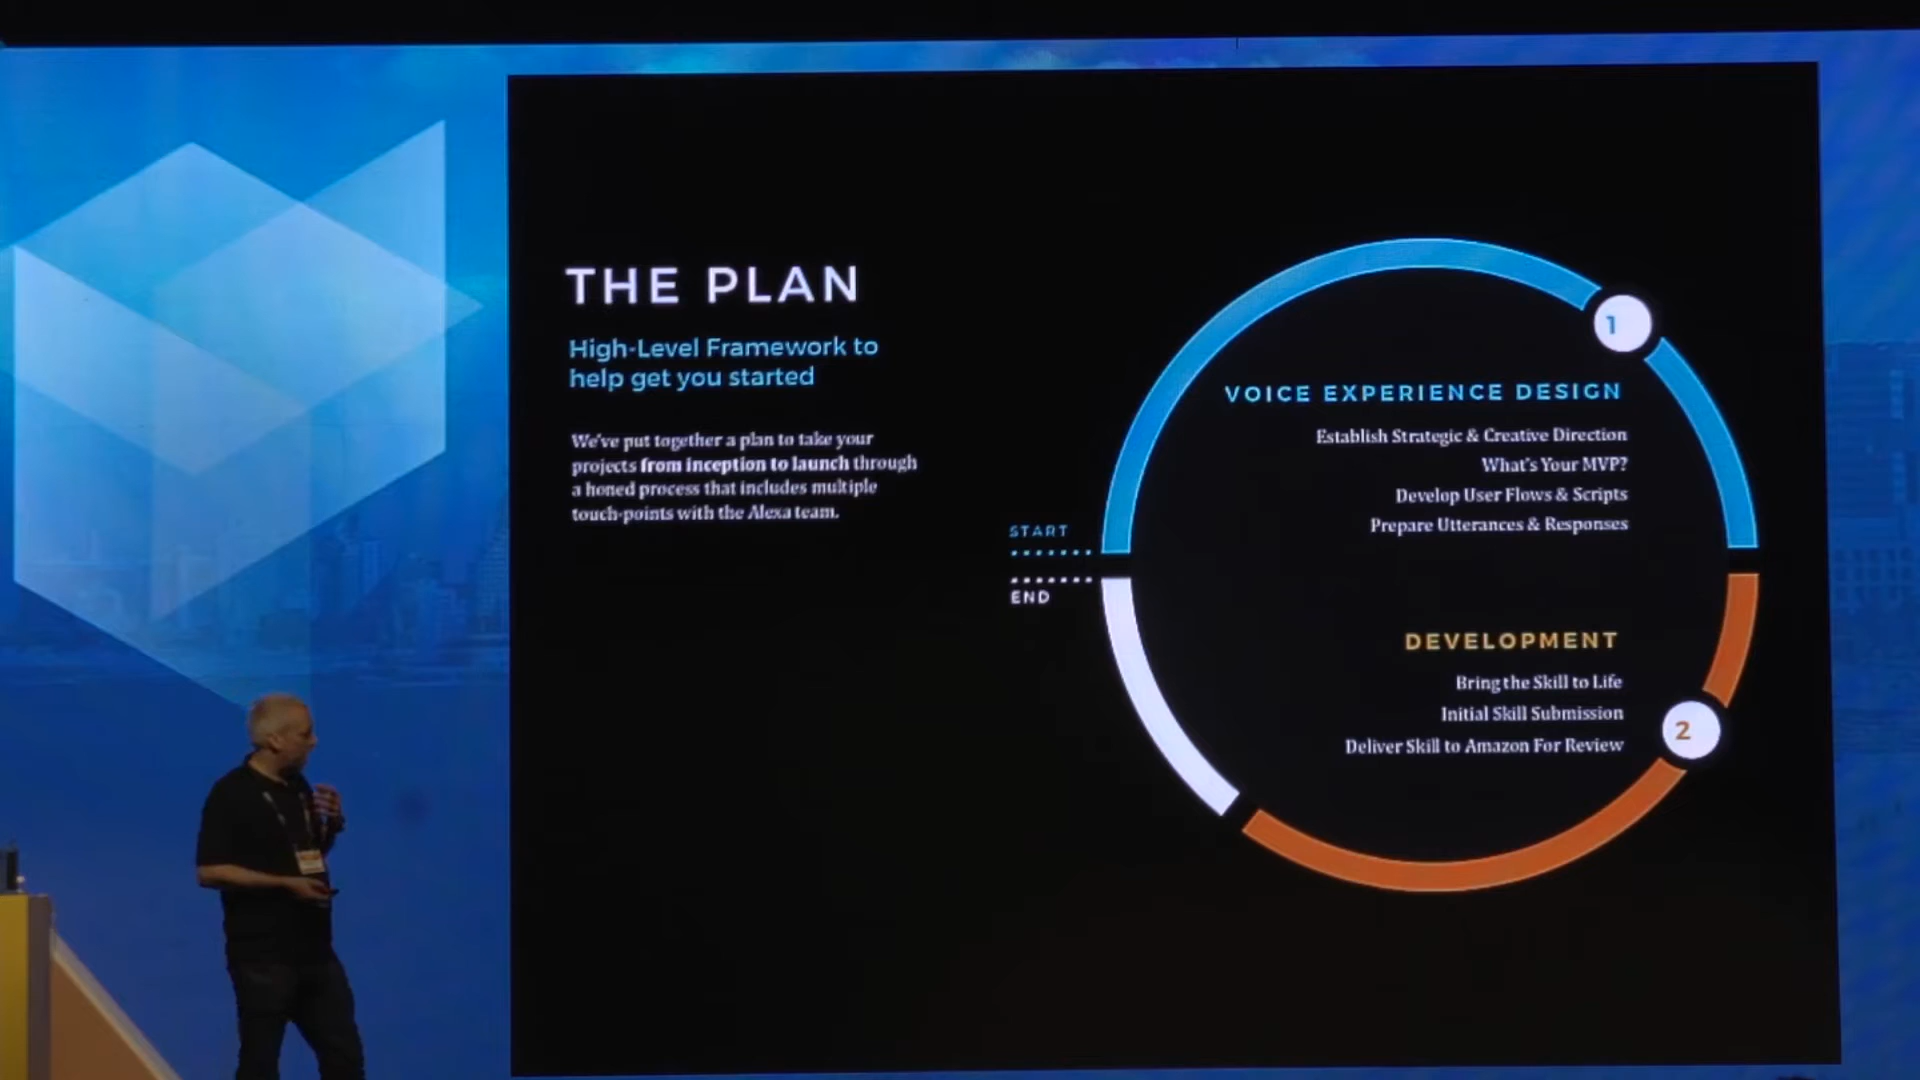 THE PLAN
High-Level Framework to
help get you started
We've put together a plan to take your
projects from inception to launch through
a honed process that includes multiple
touch-points with the Alexa team.
START
END
1
VOICE EXPERIENCE DESIGN
Establish Strategic & Creative Direction
What's Your MVP?
Develop User Flows & Scripts
Prepare Utterances & Responses
DEVELOPMENT
Bring the Skill to Life
Initial Skill Submission
Deliver Skill to Amazon For Review
2